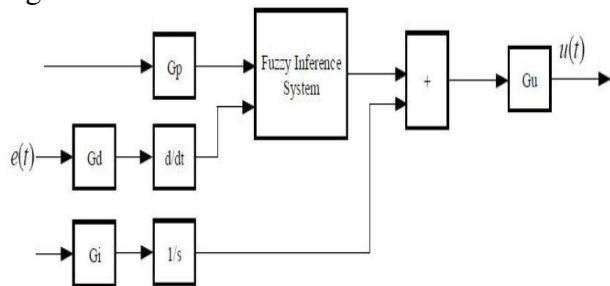 u(t)
Gp
Fuzzy Inference
System
+
Gu
e(t)
Gd
d/dt
Gi
1/s